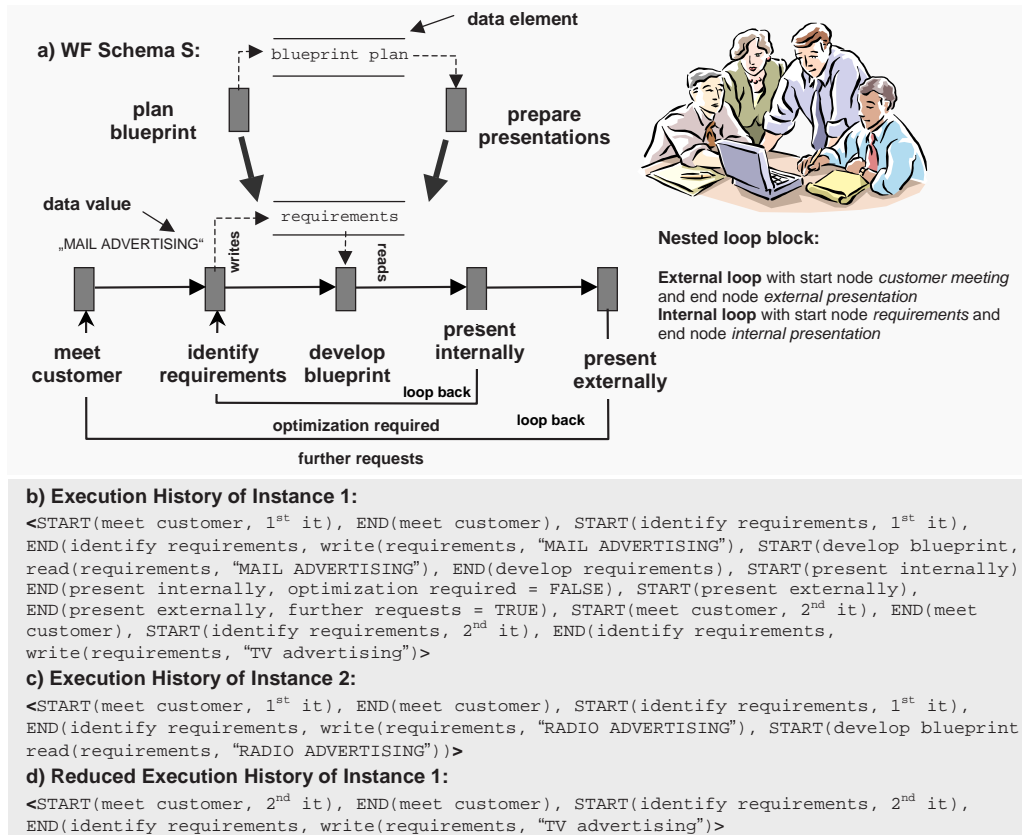 data element
a) WF Schema S:
blueprint plan
plan
blueprint
prepare
presentations
data value
requirements
„MAIL ADVERTISING“
writes
reads
Nested loop block:
External loop with start node customer meeting
and end node external presentation
Internal loop with start node requirements and
end node internal presentation
meet
customer
identify
requirements
develop
blueprint
present
internally
present
externally
loop back
optimization required
loop back
further requests
b) Execution History of Instance 1:
<START(meet customer, 1st it), END(meet customer), START(identify requirements, 1st it),
END(identify requirements, write(requirements, “MAIL ADVERTISING”), START(develop blueprint,
read(requirements, “MAIL ADVERTISING”), END(develop requirements), START(present internally)
END(present internally, optimization required = FALSE), START(present externally),
END(present externally, further requests = TRUE), START(meet customer, 2nd it), END(meet
customer), START(identify requirements, 2nd it), END(identify requirements,
write(requirements, “TV advertising”)>
c) Execution History of Instance 2:
<START(meet customer, 1st it), END(meet customer), START(identify requirements, 1st it),
END(identify requirements, write(requirements, “RADIO ADVERTISING”), START(develop blueprint
read(requirements, “RADIO ADVERTISING”))>
d) Reduced Execution History of Instance 1:
<START(meet customer, 2nd it), END(meet customer), START(identify requirements, 2nd it),
END(identify requirements, write(requirements, “TV advertising”)>